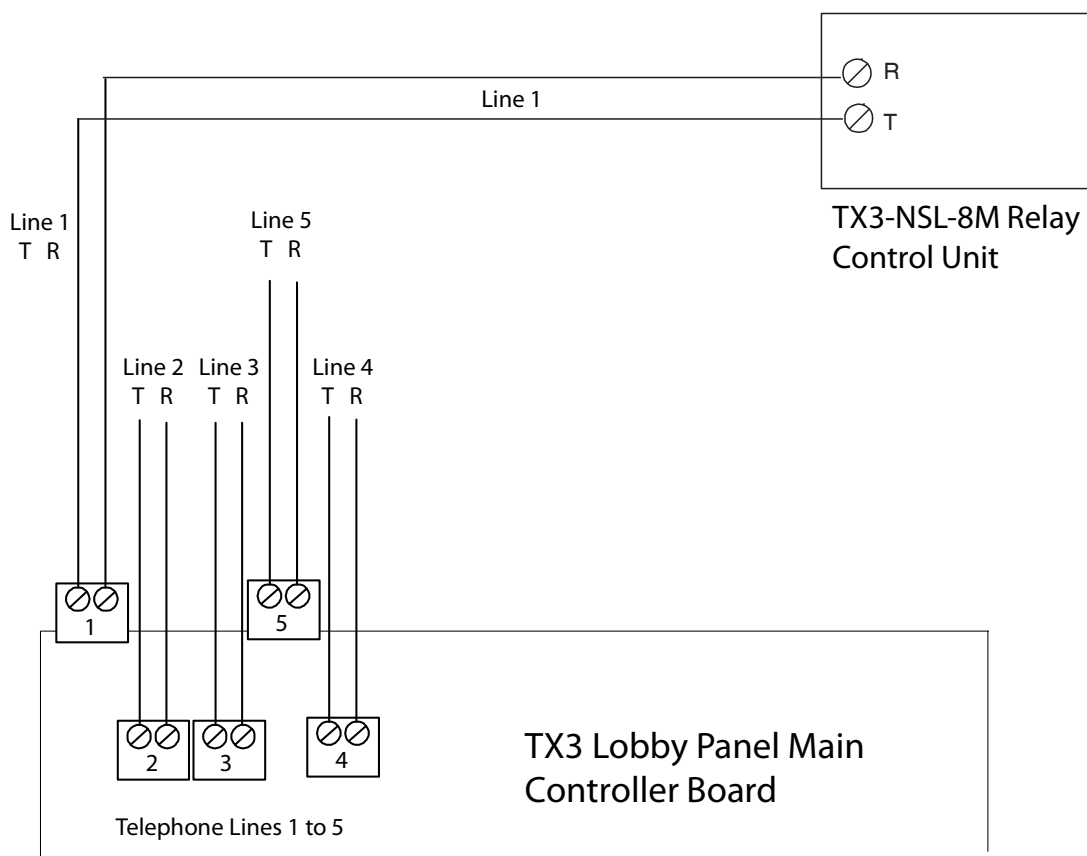 R
Line 1
T
TX3-NSL-8M Relay
Control Unit
Line 1
T R
Line 5
T R
Line 2
T R
Line 3
T R
Line 4
T R
1
5
2
3
4
TX3 Lobby Panel Main
Controller Board
Telephone Lines 1 to 5